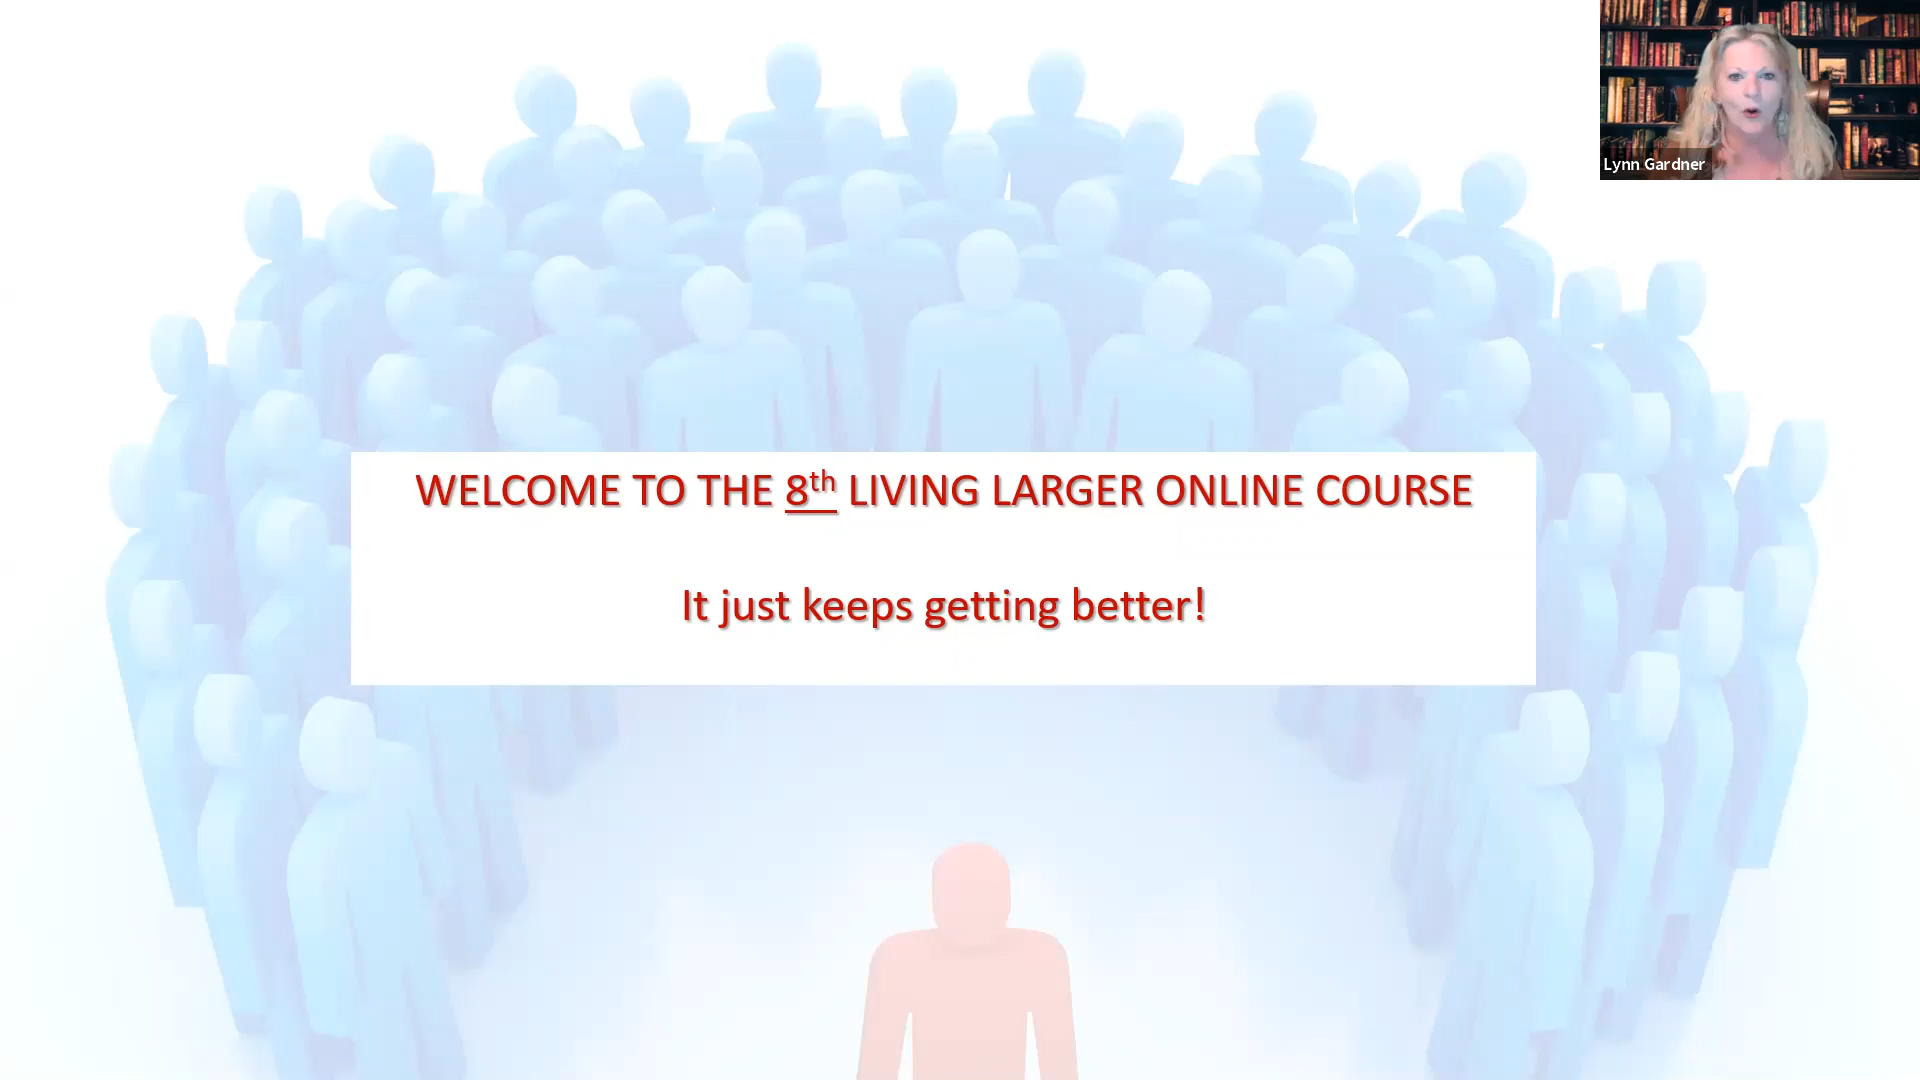 Lynn Gardner
WELCOME TO THE 8th LIVING LARGER ONLINE COURSE
It just keeps getting better!